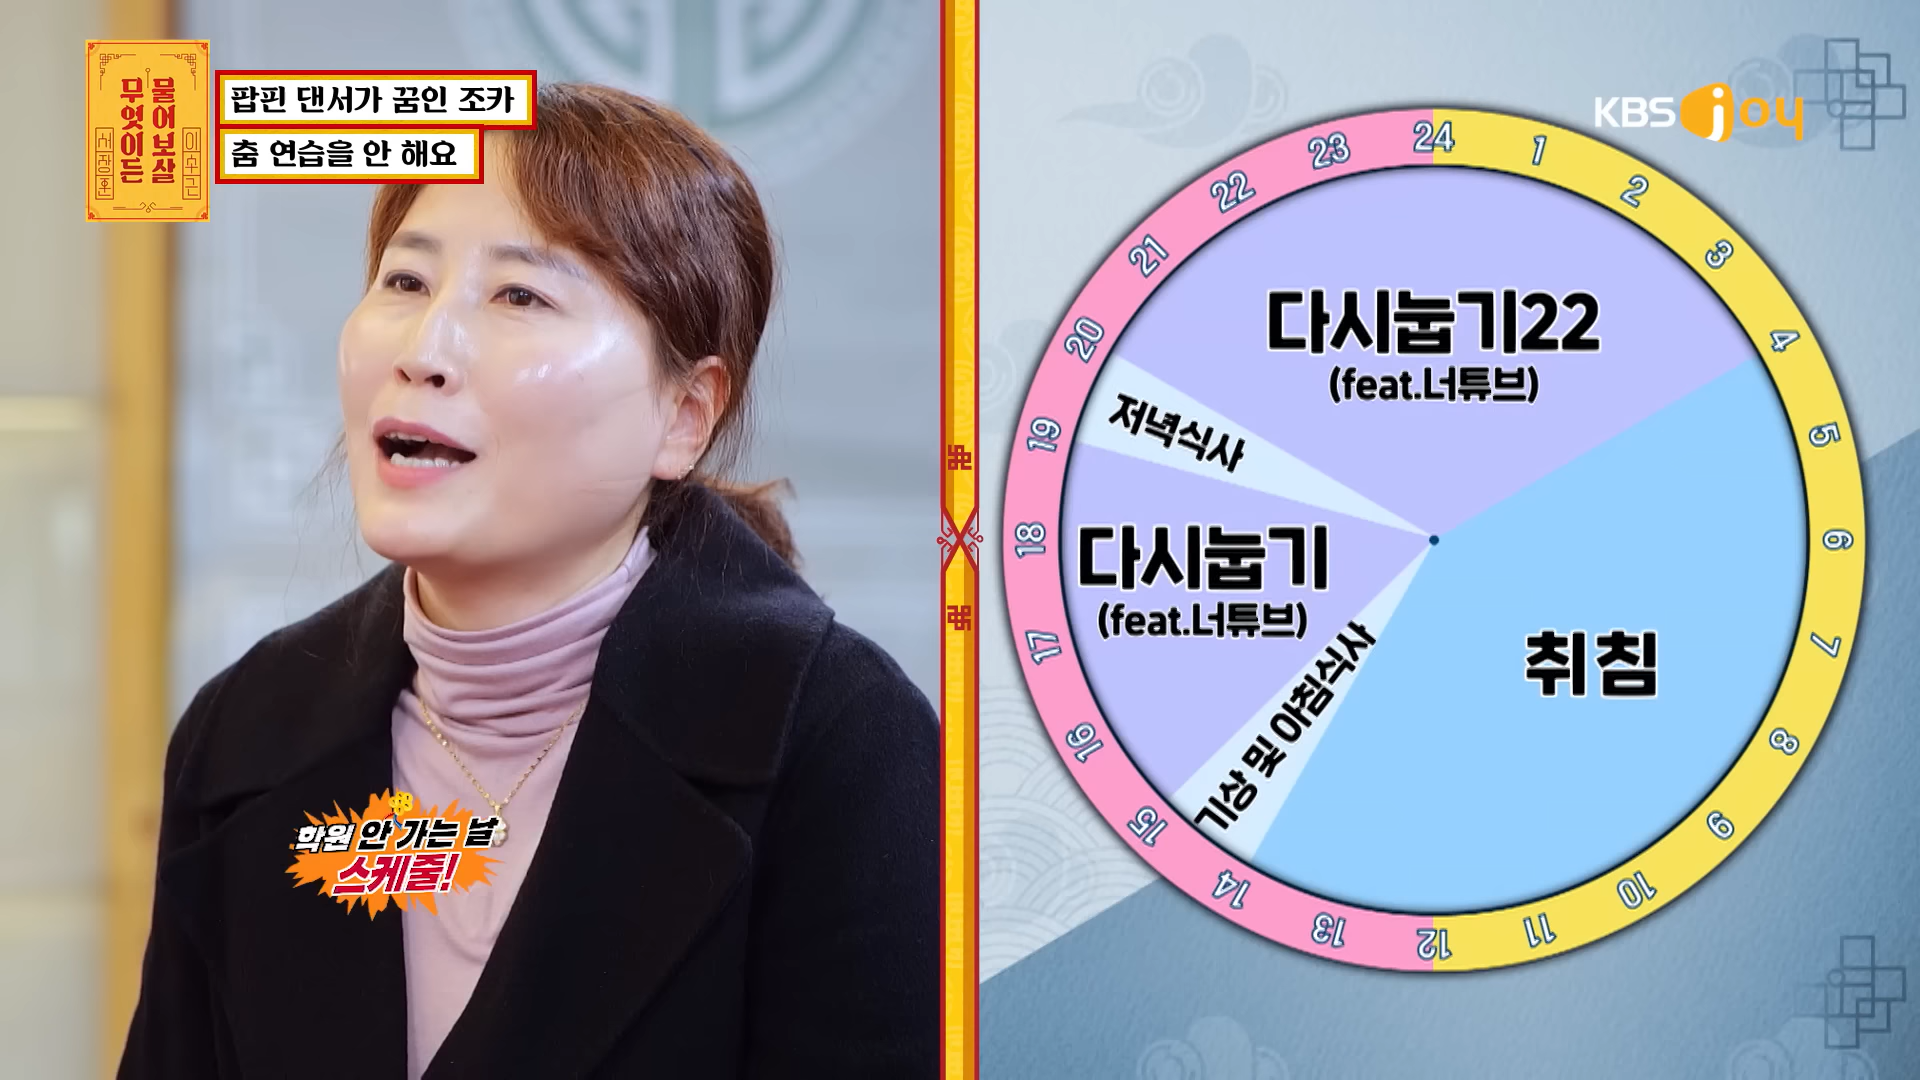 무엇이든
물어보살
서장훈
이수근
팝핀 댄서가 꿈인 조카
춤 연습을 안 해요
학원 안 가는 날
스케줄!
KBS joy
24
1
2
3
4
5
6
7
8
9
10
11
12
13
14
15
16
17
18
19
20
21
22
23
다시눕기22
(feat.너튜브)
저녁식사
다시눕기
(feat.너튜브)
기상 및 아침식사
취침